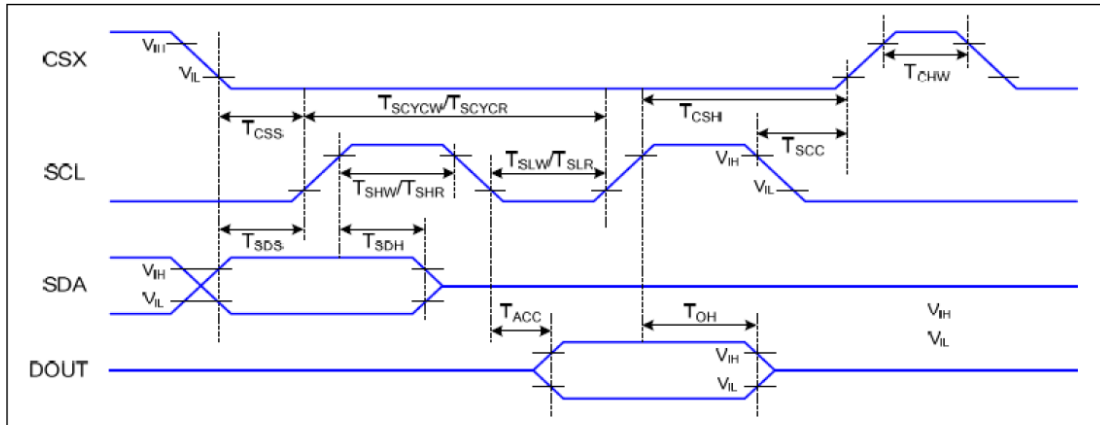 CSX
VIH
VIL
TCHW
TSCYCW/TSCYCR
TCSS
TCSH
TSCC
SCL
TSLW/TSLR
VIH
TSHW/TSHR
VIL
TSDS
TSDH
SDA
VIH
VIL
TACC
TOH
VIH
VIL
DOUT
VIH
VIL